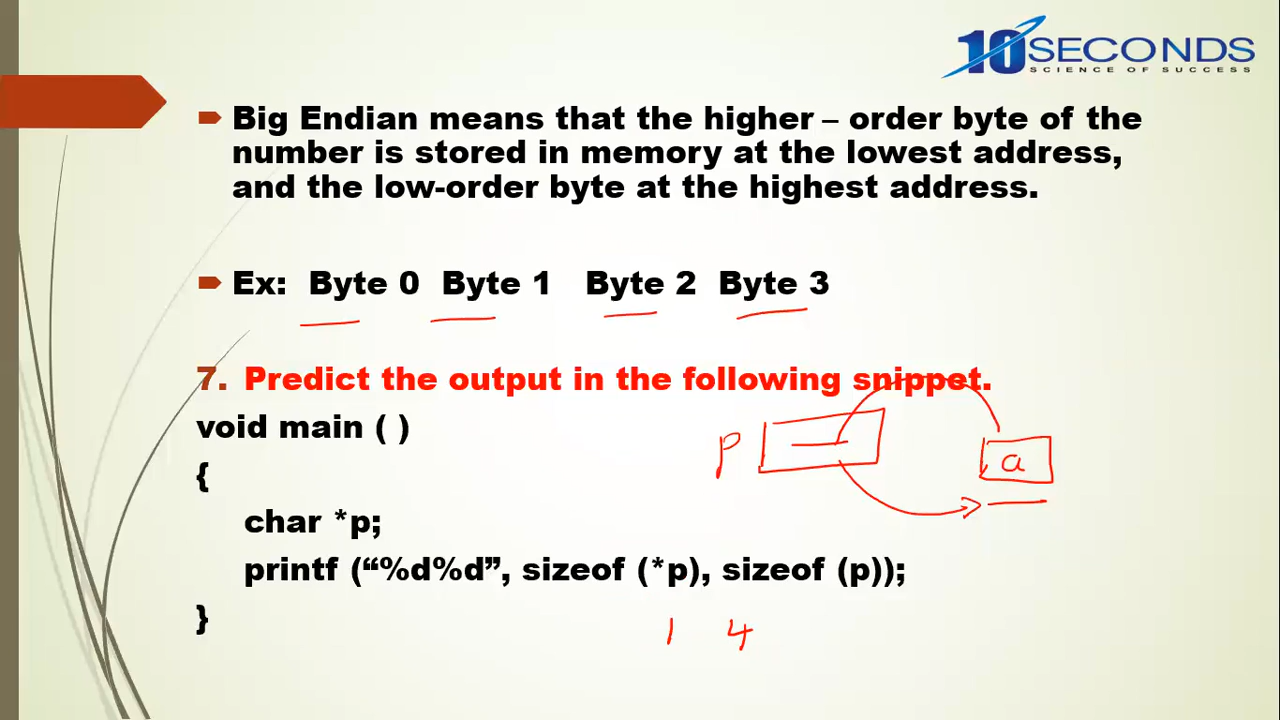 10SECONDS
SCIENCE OF SUCCESS
Big Endian means that the higher – order byte of the
number is stored in memory at the lowest address,
and the low-order byte at the highest address.
Ex: Byte 0 Byte 1 Byte 2 Byte 3
7. Predict the output in the following snippet.
void main ( )
{
char *p;
printf (“%d%d”, sizeof (*p), sizeof (p));
}
p
a
1 4